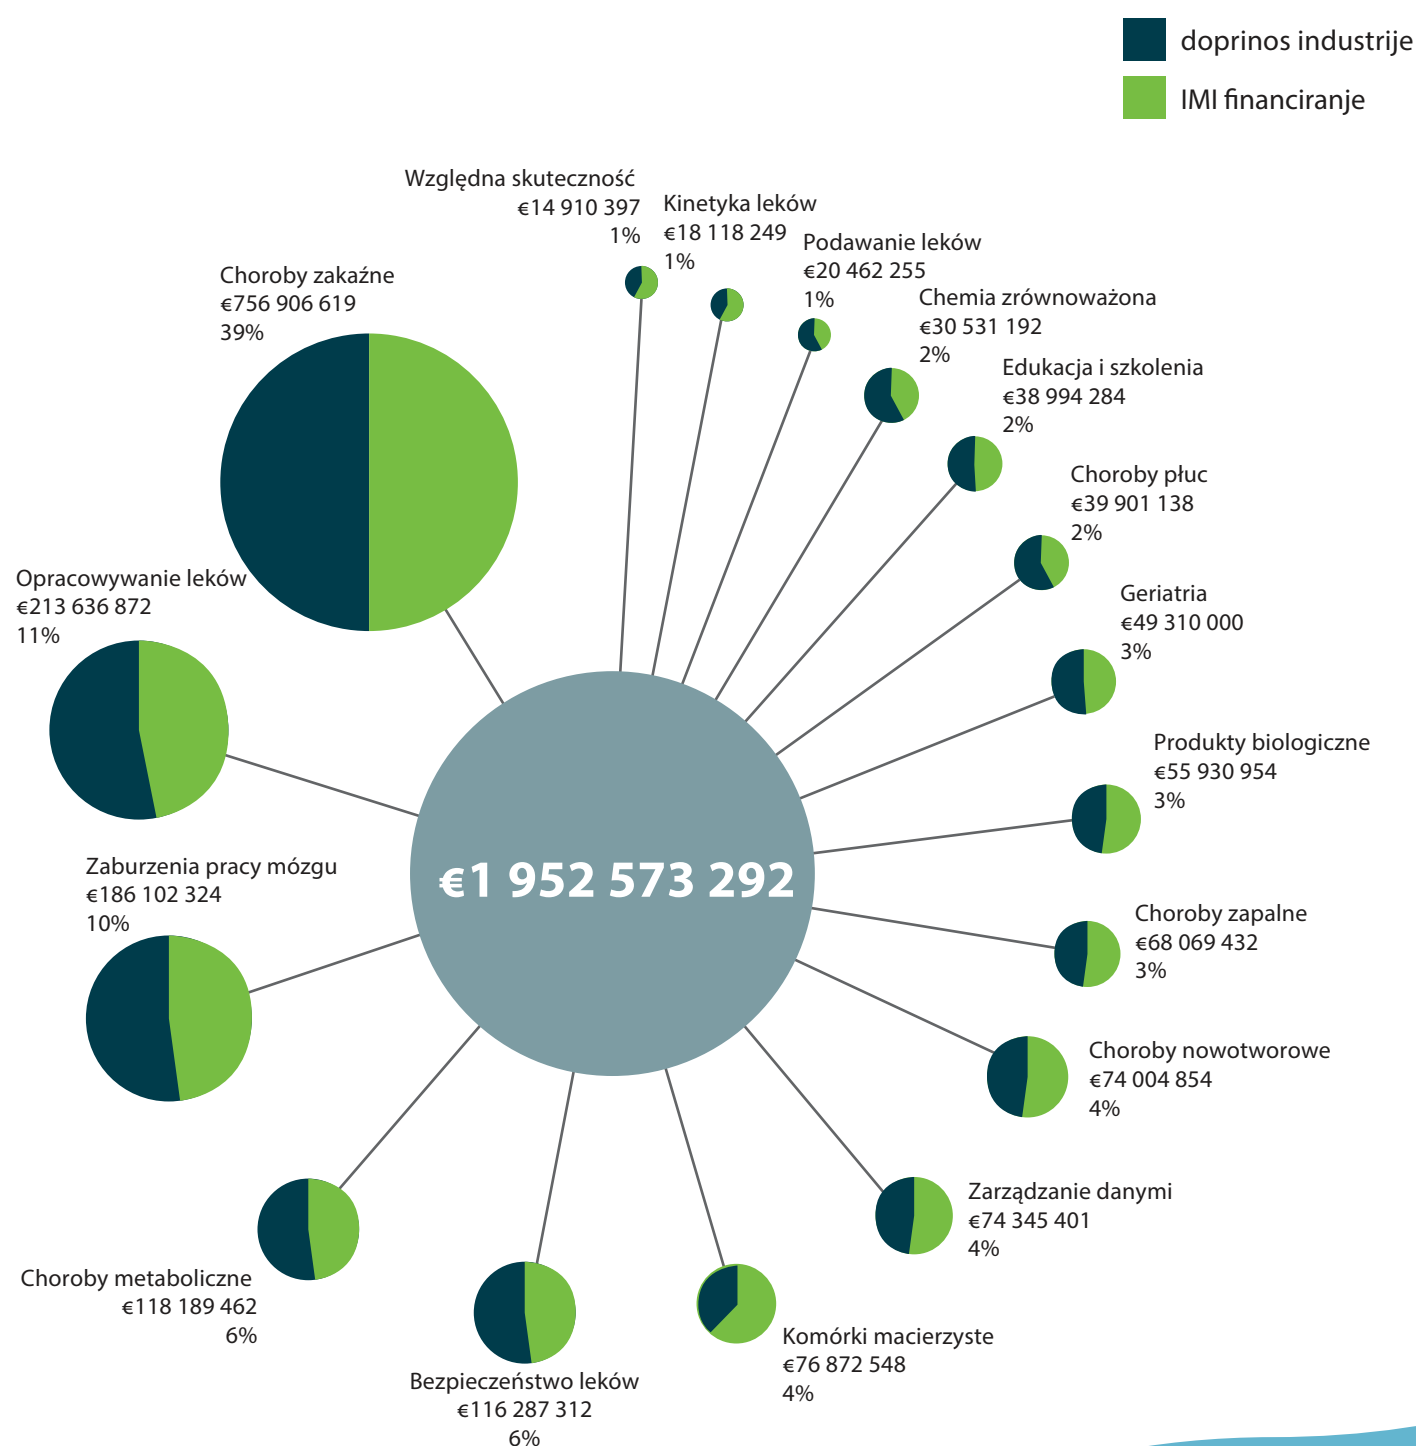 doprinos industrije
IMI financiranje
Względna skuteczność
€14 910 397
1%
Kinetyka leków
€18 118 249
1%
Podawanie leków
€20 462 255
1%
Chemia zrównoważona
€30 531 192
2%
Edukacja i szkolenia
€38 994 284
2%
Choroby płuc
€39 901 138
2%
Geriatria
€49 310 000
3%
Produkty biologiczne
€55 930 954
3%
Choroby zapalne
€68 069 432
3%
Choroby nowotworowe
€74 004 854
4%
Zarządzanie danymi
€74 345 401
4%
Komórki macierzyste
€76 872 548
4%
Bezpieczeństwo leków
€116 287 312
6%
Choroby metaboliczne
€118 189 462
6%
Zaburzenia pracy mózgu
€186 102 324
10%
Opracowywanie leków
€213 636 872
11%
Choroby zakaźne
€756 906 619
39%
€1 952 573 292